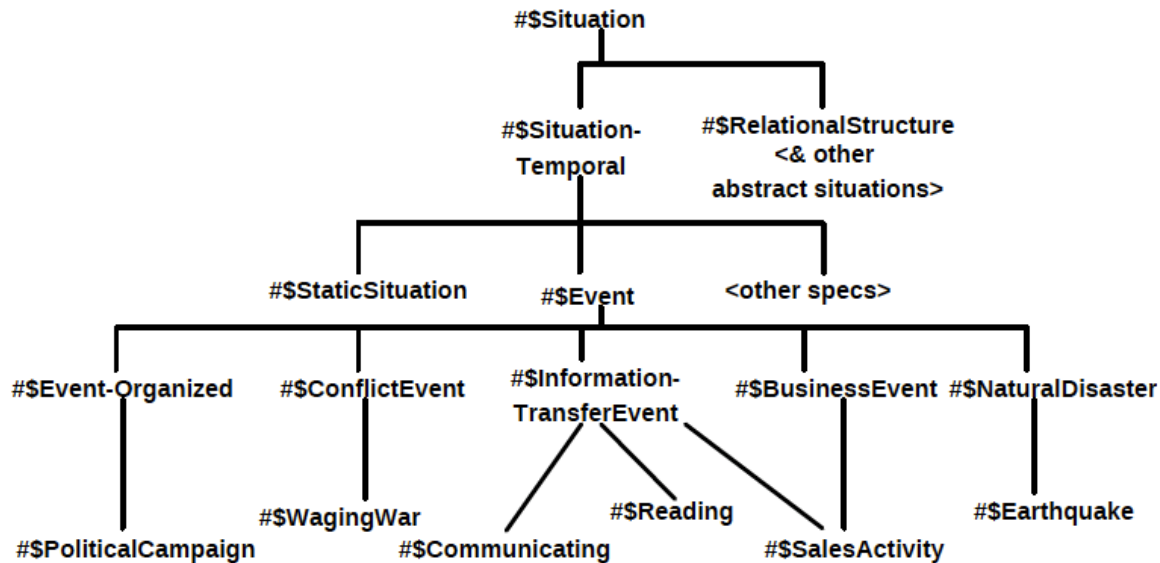 #$Situation
#$Situation-
Temporal
#$RelationalStructure
<& other
abstract situations>
#$StaticSituation
#$Event
<other specs>
#$Event-Organized
#$ConflictEvent
#$Information-
TransferEvent
#$BusinessEvent
#$NaturalDisaster
#$WagingWar
#$Reading
#$Earthquake
#$PoliticalCampaign
#$Communicating
#$SalesActivity